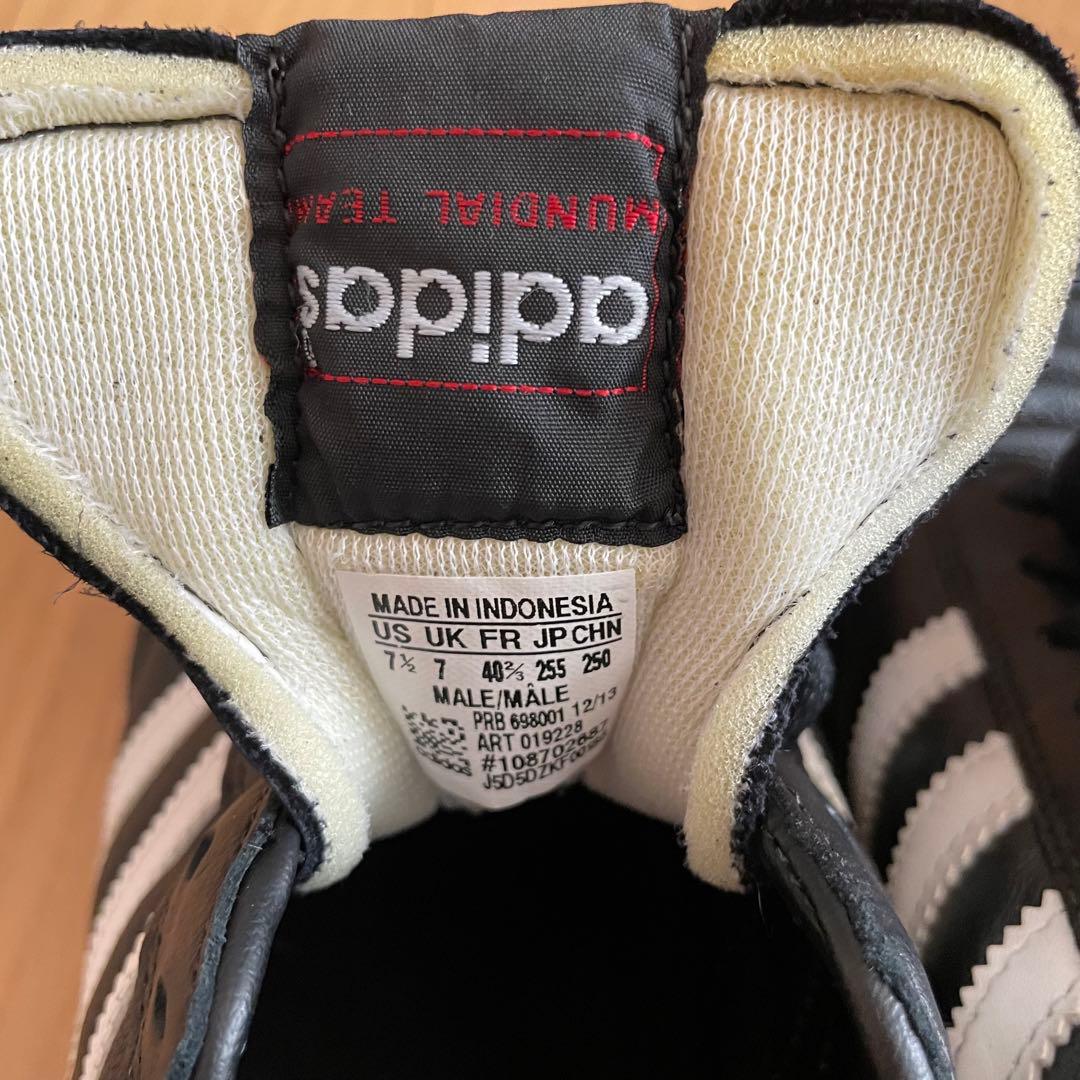 MUNDIAL TEAM
adidas
MADE IN INDONESIA
US UK FR JP CHN
7½ 7 40⅔ 255 250
MALE/MÂLE
PRB 698001 12/13
ART 019228